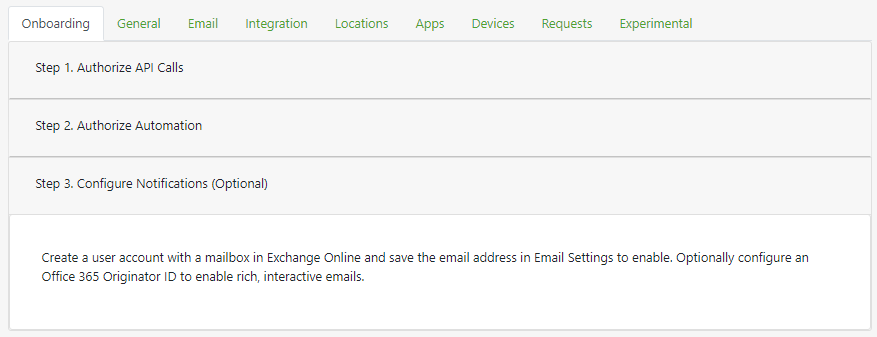 Onboarding General Email Integration Locations Apps Devices Requests Experimental
Step 1. Authorize API Calls
Step 2. Authorize Automation
Step 3. Configure Notifications (Optional)
Create a user account with a mailbox in Exchange Online and save the email address in Email Settings to enable. Optionally configure an
Office 365 Originator ID to enable rich, interactive emails.